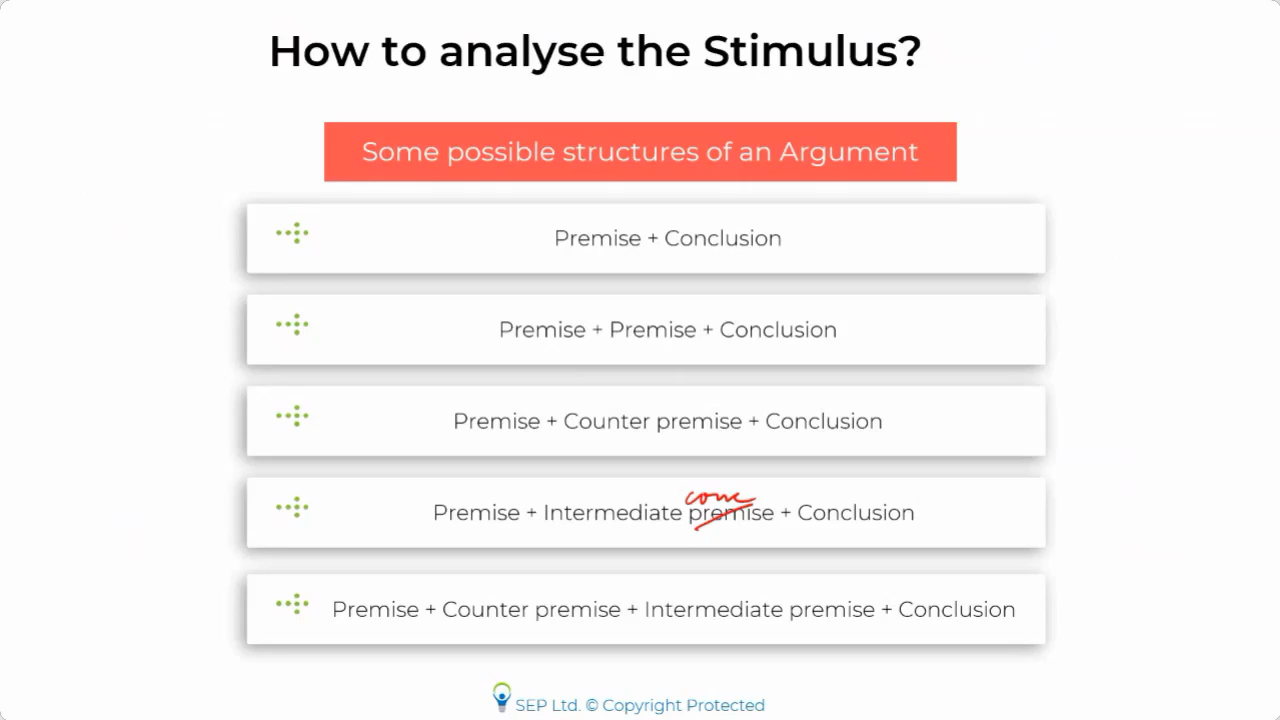 How to analyse the Stimulus?
Some possible structures of an Argument
Premise + Conclusion
Premise + Premise + Conclusion
Premise + Counter premise + Conclusion
conc
Premise + Intermediate premise + Conclusion
Premise + Counter premise + Intermediate premise + Conclusion
SEP Ltd. © Copyright Protected